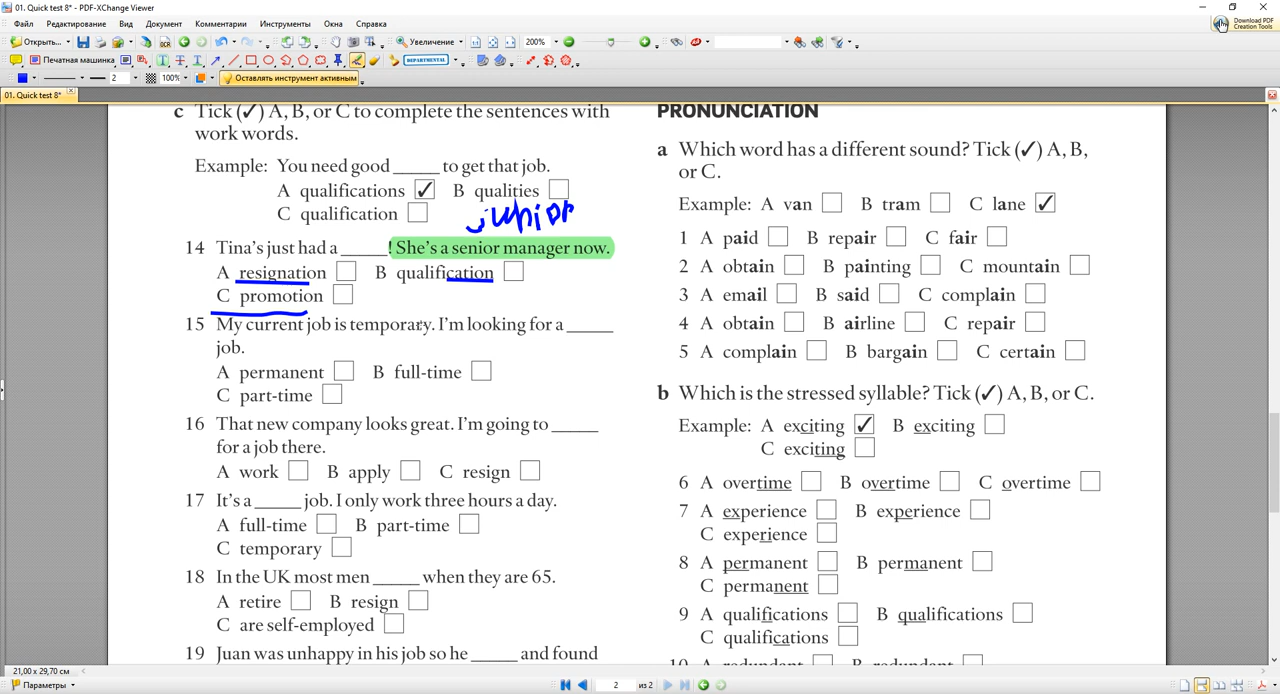 01. Quick test 8* - PDF-XChange Viewer
Файл Редактирование Вид Документ Комментарии Инструменты Окна Справка
Download PDF Creation Tools
Открыть... OCR Увеличение 200%
Печатная машинка DEPARTMENTAL
2 100% Оставлять инструмент активным
01. Quick test 8*
c Tick (✓) A, B, or C to complete the sentences with
work words.
Example: You need good _____ to get that job.
A qualifications ✓ B qualities
C qualification
junior
14 Tina's just had a _____! She's a senior manager now.
A resignation B qualification
C promotion
15 My current job is temporary. I'm looking for a _____
job.
A permanent B full-time
C part-time
16 That new company looks great. I'm going to _____
for a job there.
A work B apply C resign
17 It's a _____ job. I only work three hours a day.
A full-time B part-time
C temporary
18 In the UK most men _____ when they are 65.
A retire B resign
C are self-employed
19 Juan was unhappy in his job so he _____ and found
PRONUNCIATION
a Which word has a different sound? Tick (✓) A, B,
or C.
Example: A van B tram C lane ✓
1 A paid B repair C fair
2 A obtain B painting C mountain
3 A email B said C complain
4 A obtain B airline C repair
5 A complain B bargain C certain
b Which is the stressed syllable? Tick (✓) A, B, or C.
Example: A exciting ✓ B exciting
C exciting
6 A overtime B overtime C overtime
7 A experience B experience
C experience
8 A permanent B permanent
C permanent
9 A qualifications B qualifications
C qualifications
10 A redundant B redundant
21,00 x 29,70 см
Параметры 2 из 2